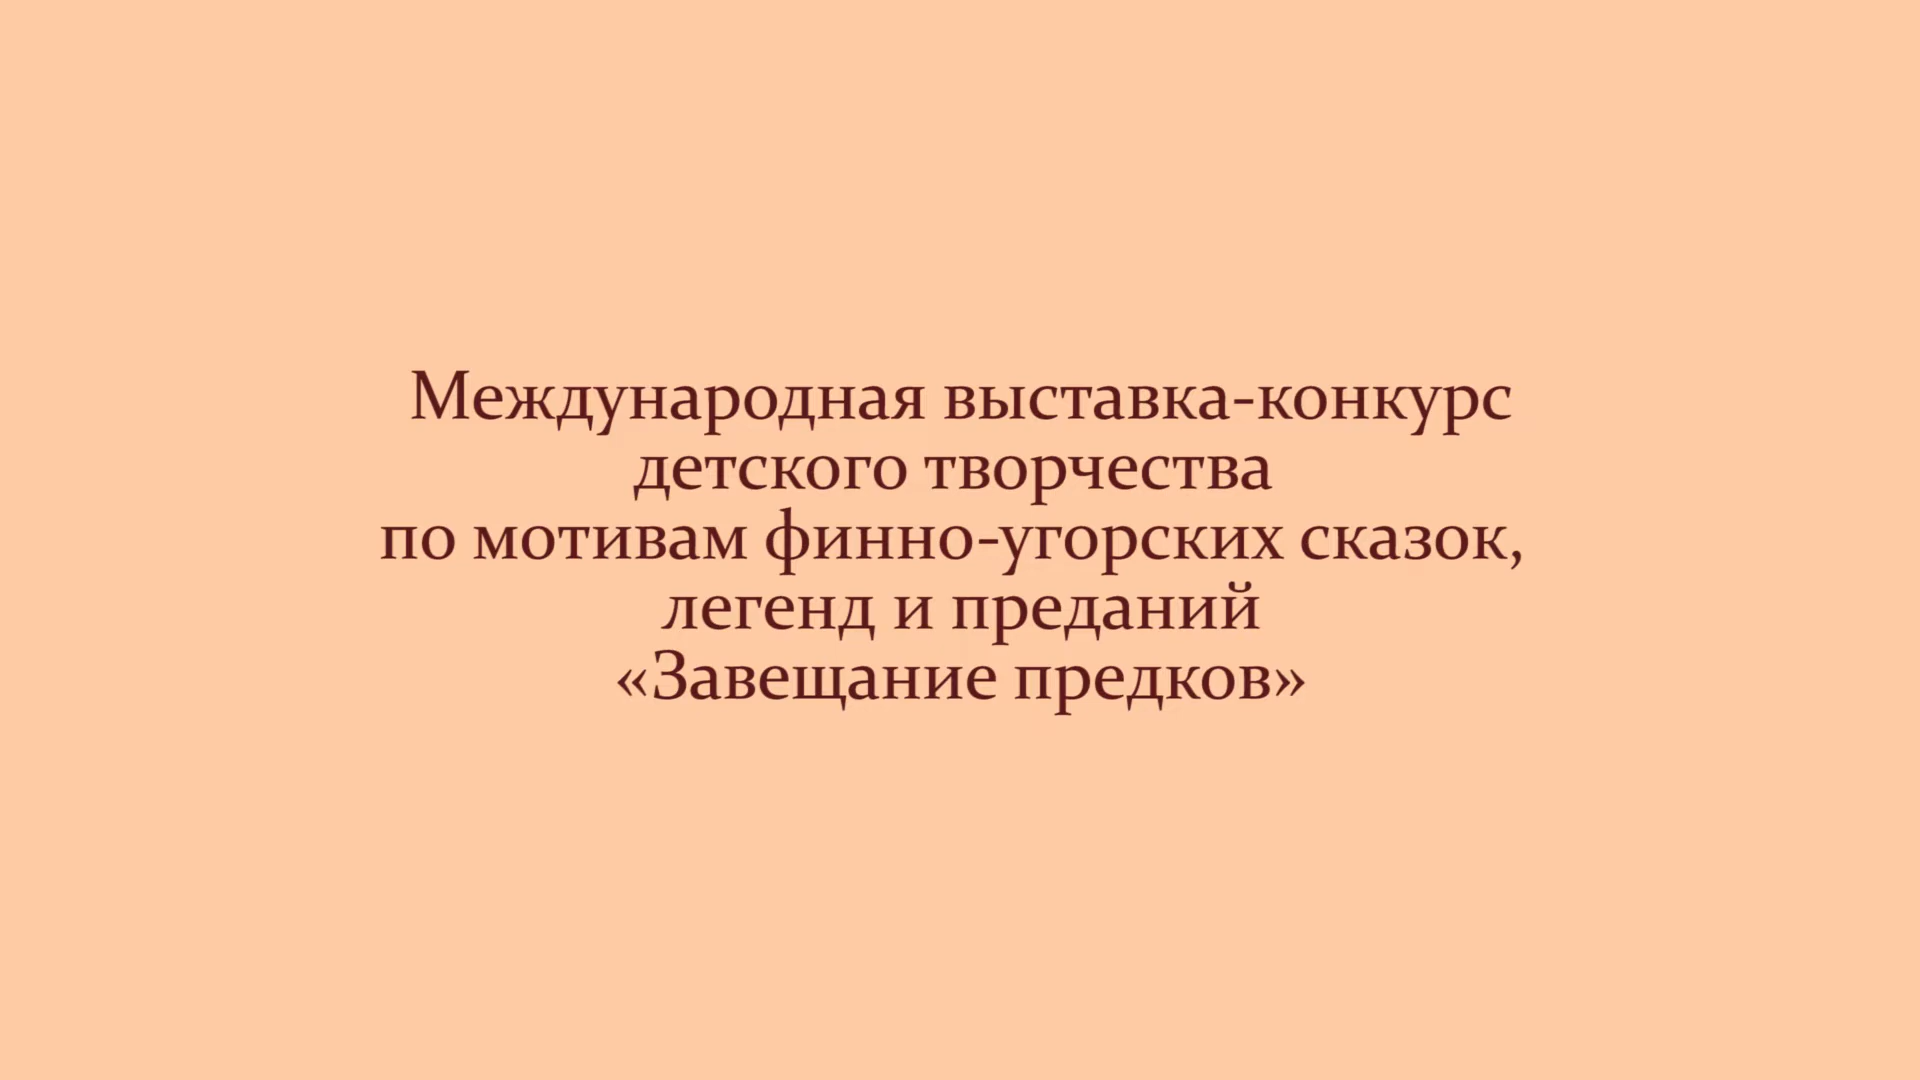 Международная выставка-конкурс
детского творчества
по мотивам финно-угорских сказок,
легенд и преданий
«Завещание предков»